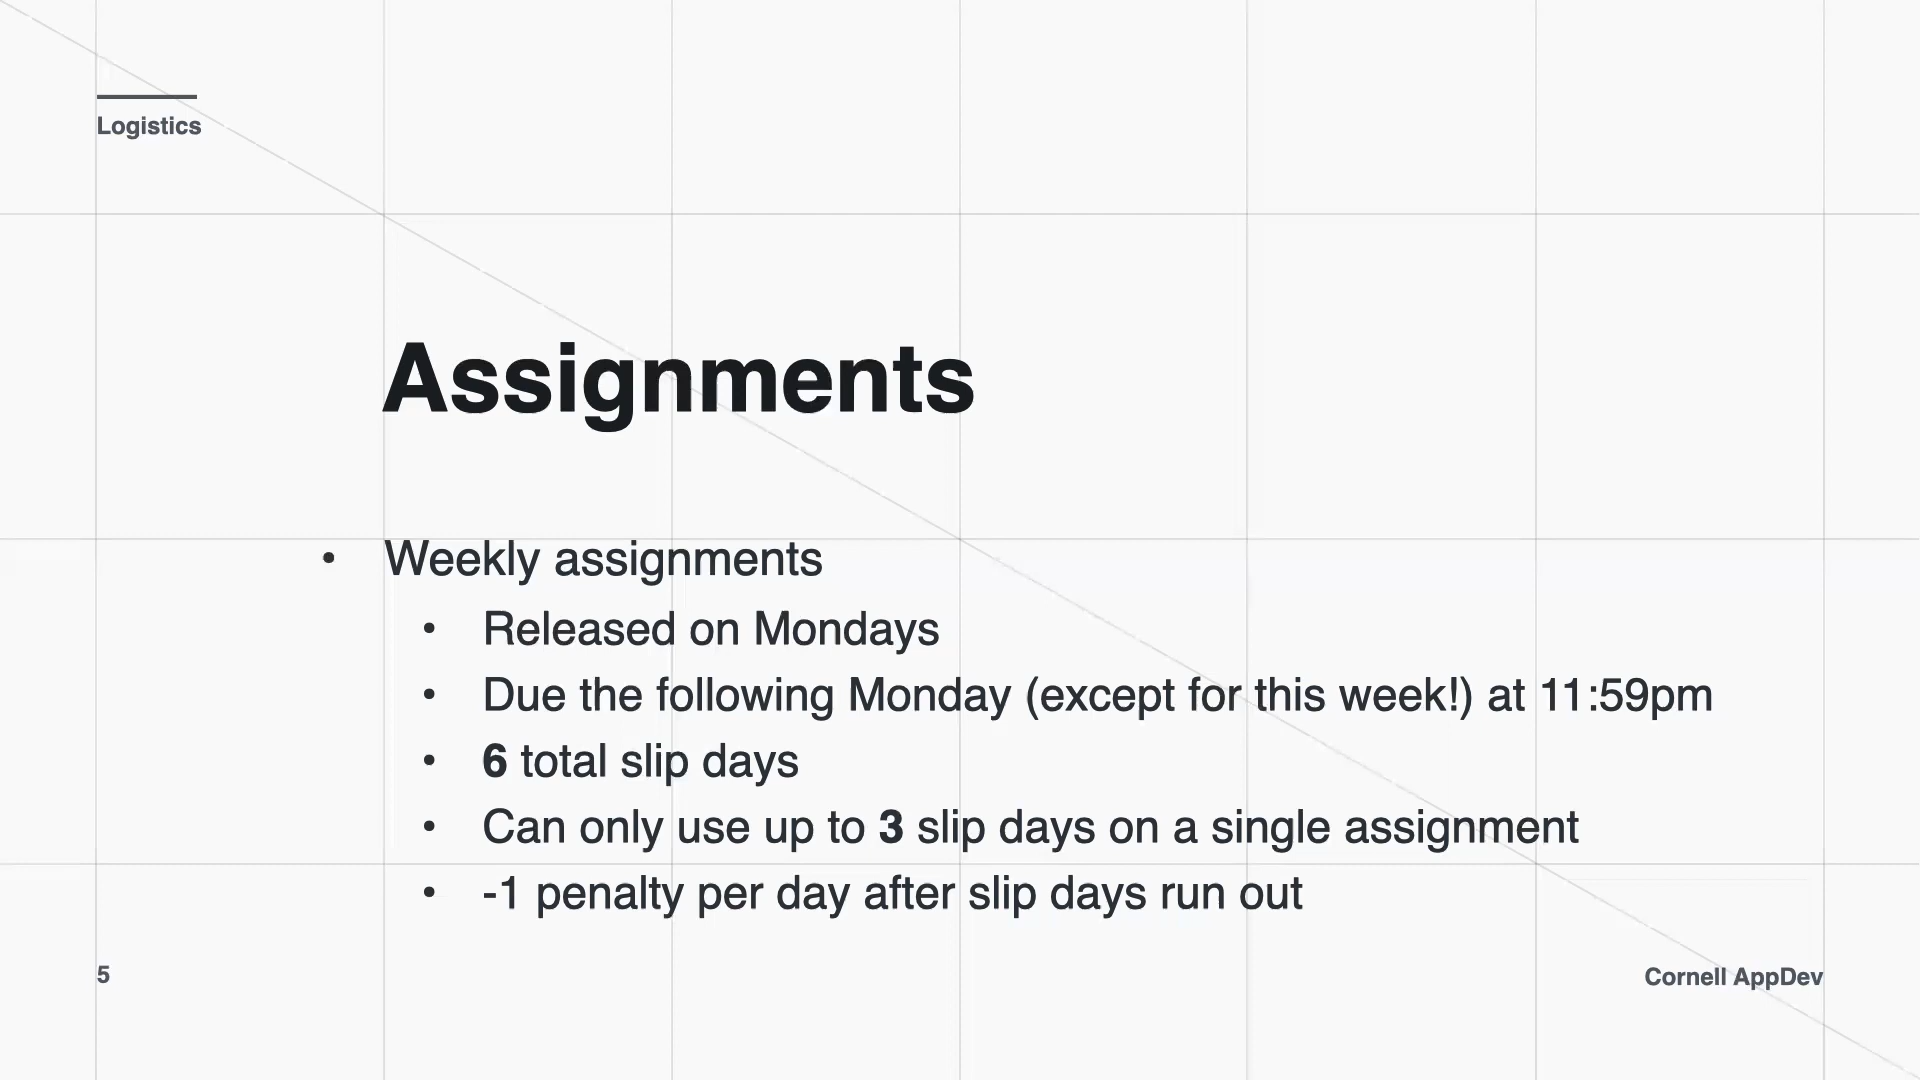 Logistics
Assignments
• Weekly assignments
• Released on Mondays
• Due the following Monday (except for this week!) at 11:59pm
• 6 total slip days
• Can only use up to 3 slip days on a single assignment
• -1 penalty per day after slip days run out
5
Cornell AppDev